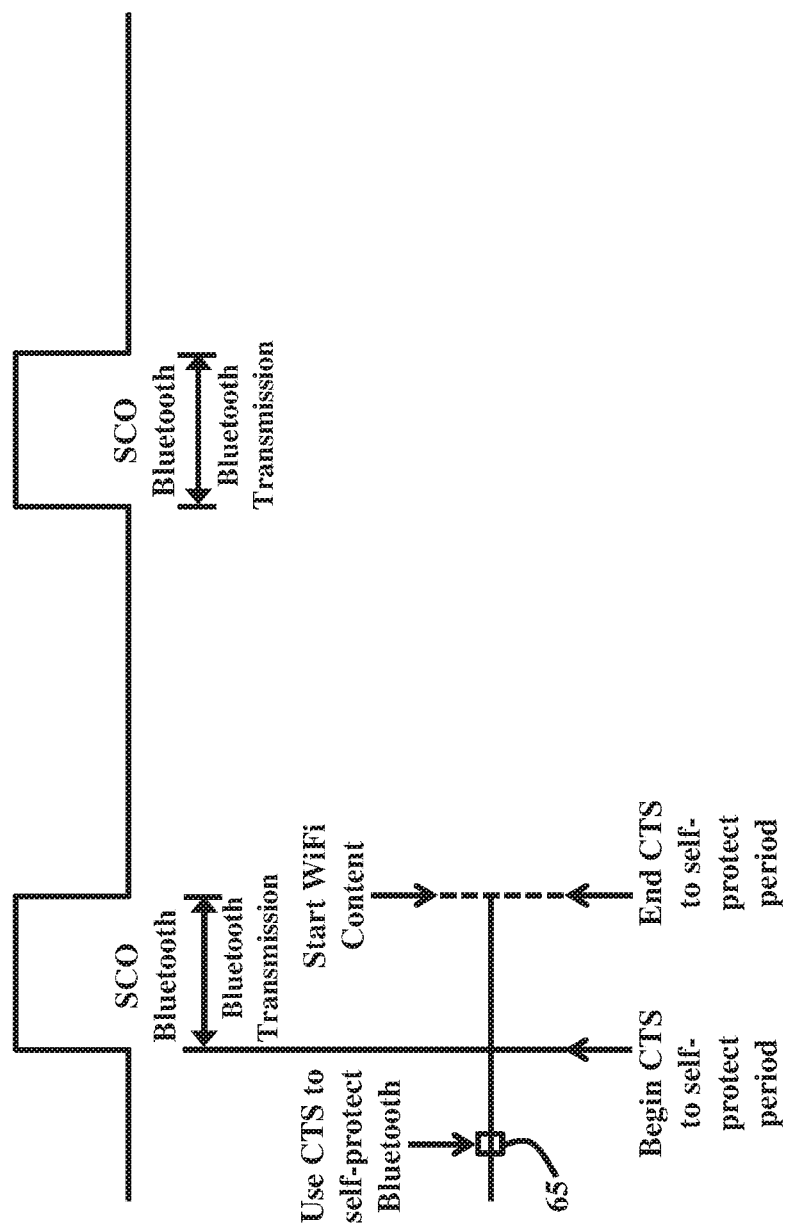 SCO
Bluetooth
Bluetooth
Transmission
SCO
Bluetooth
Bluetooth
Transmission
Use CTS to
self-protect
Bluetooth
Start WiFi
Content
65
Begin CTS
to self-
protect
period
End CTS
to self-
protect
period